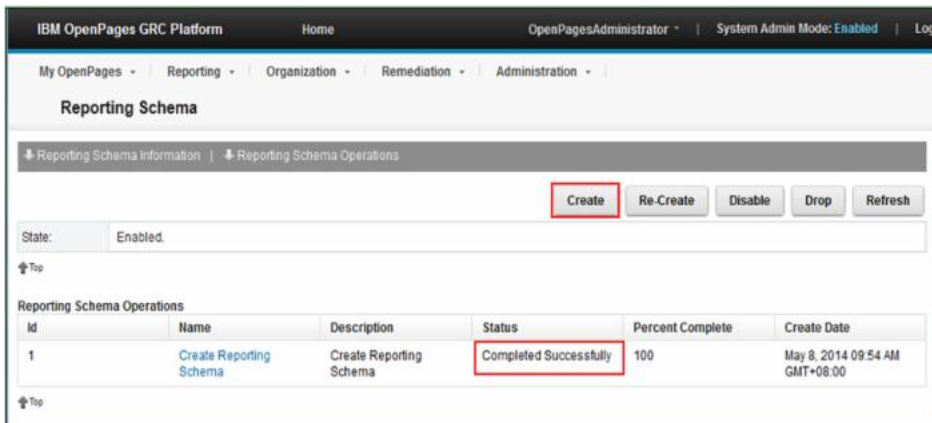 IBM OpenPages GRC Platform Home OpenPagesAdministrator | System Admin Mode: Enabled | Log
My OpenPages | Reporting | Organization | Remediation | Administration |
Reporting Schema
Reporting Schema Information | Reporting Schema Operations
Create Re-Create Disable Drop Refresh
State: Enabled.
Top
Reporting Schema Operations
Id Name Description Status Percent Complete Create Date
1 Create Reporting Create Reporting Completed Successfully 100 May 8, 2014 09:54 AM
Schema Schema GMT+08:00
Top